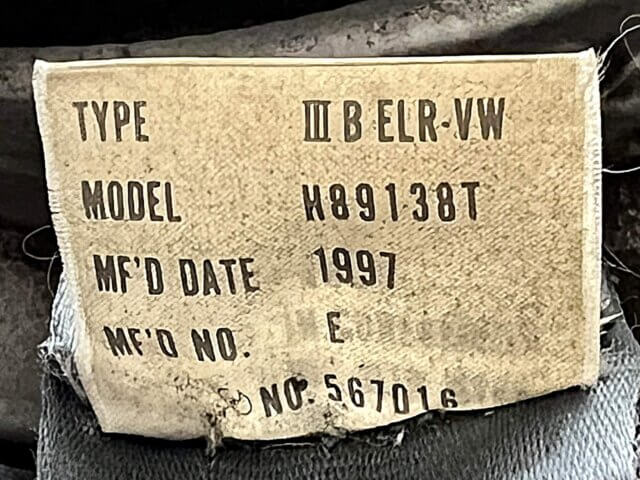 TYPE III B ELR-VW
MODEL H89138T
MF'D DATE 1997
MF'D NO. E
NO. 567016